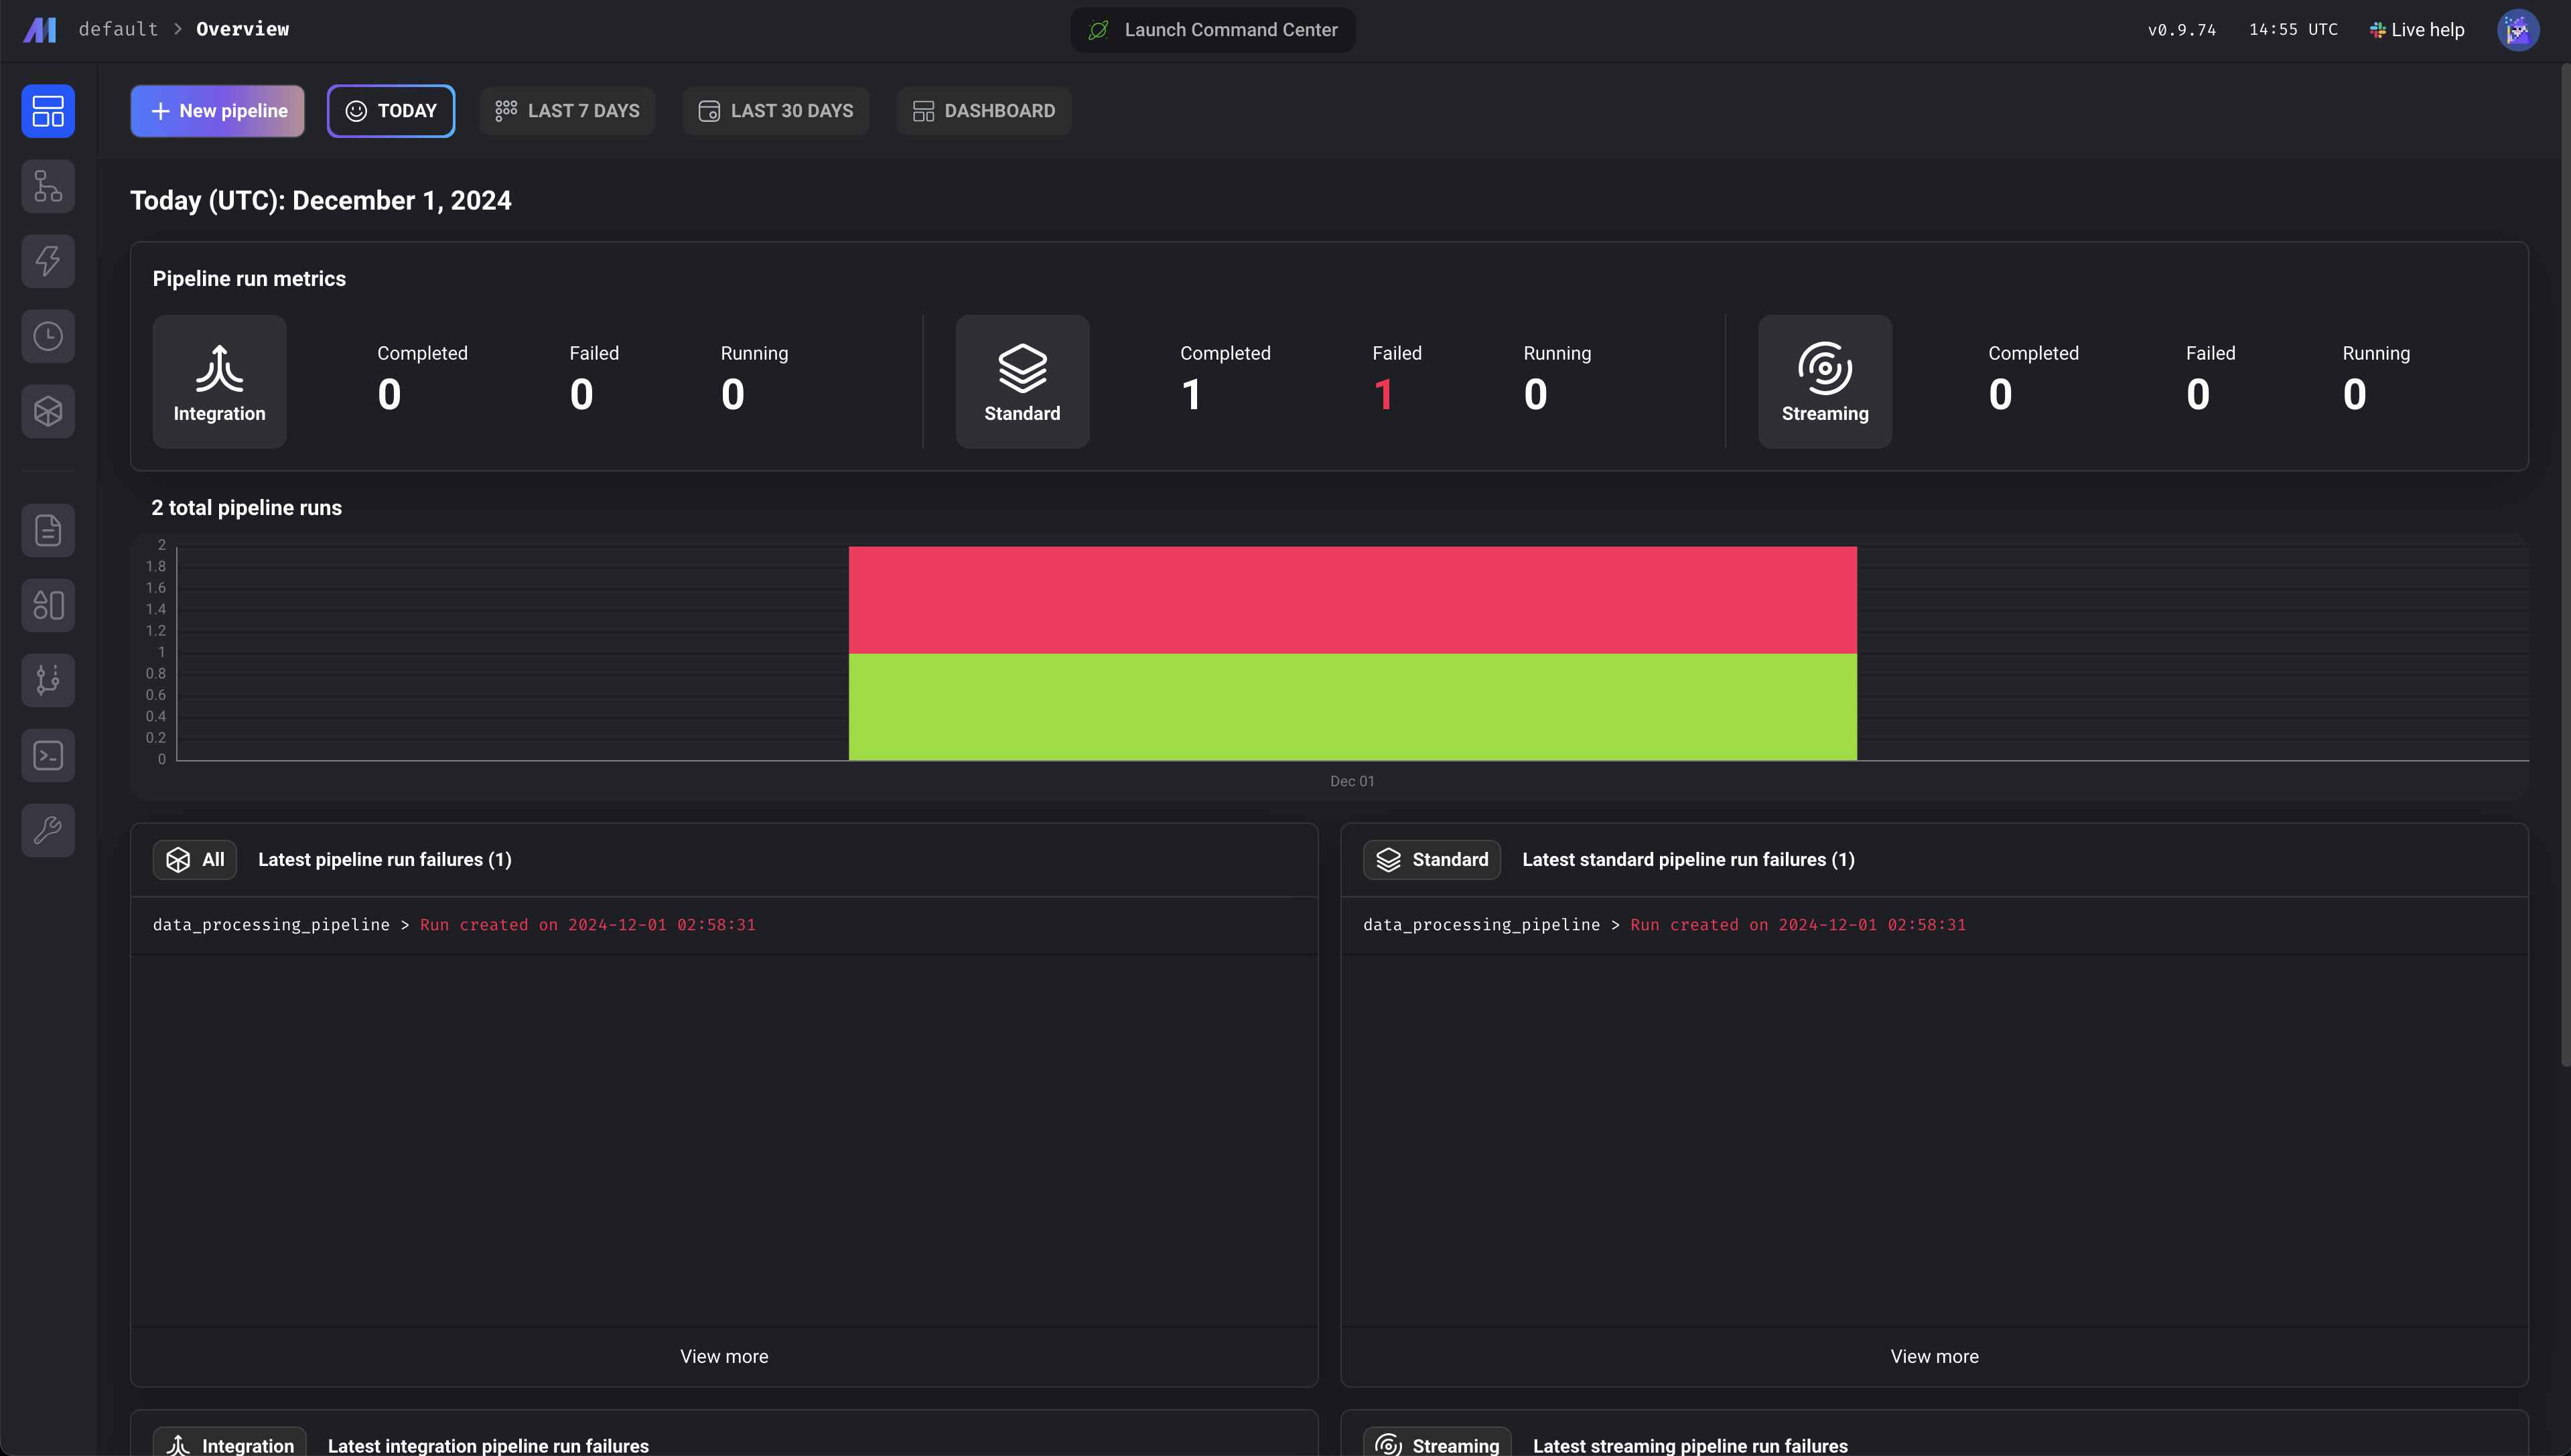 default > Overview
Launch Command Center
v0.9.74
14:55 UTC
Live help
+ New pipeline
TODAY
LAST 7 DAYS
LAST 30 DAYS
DASHBOARD
Today (UTC): December 1, 2024
Pipeline run metrics
Integration
Completed
0
Failed
0
Running
0
Standard
Completed
1
Failed
1
Running
0
Streaming
Completed
0
Failed
0
Running
0
2 total pipeline runs
2
1.8
1.6
1.4
1.2
1
0.8
0.6
0.4
0.2
0
Dec 01
All
Latest pipeline run failures (1)
data_processing_pipeline > Run created on 2024-12-01 02:58:31
View more
Standard
Latest standard pipeline run failures (1)
data_processing_pipeline > Run created on 2024-12-01 02:58:31
View more
Integration
Latest integration pipeline run failures
Streaming
Latest streaming pipeline run failures